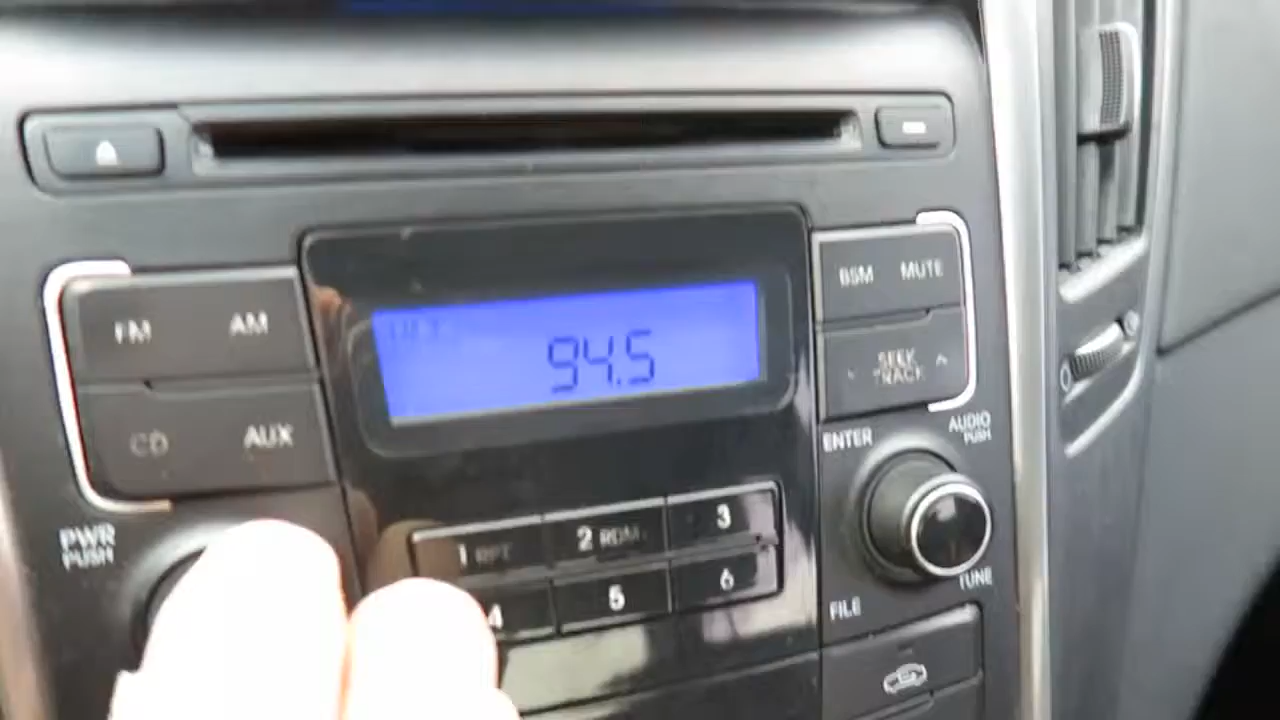 BSM MUTE
FM AM
94.5
SEEK
TRACK
CD AUX
ENTER
AUDIO
PUSH
PWR
PUSH
1 RPT 2 RDM 3
4 5 6
TUNE
FILE